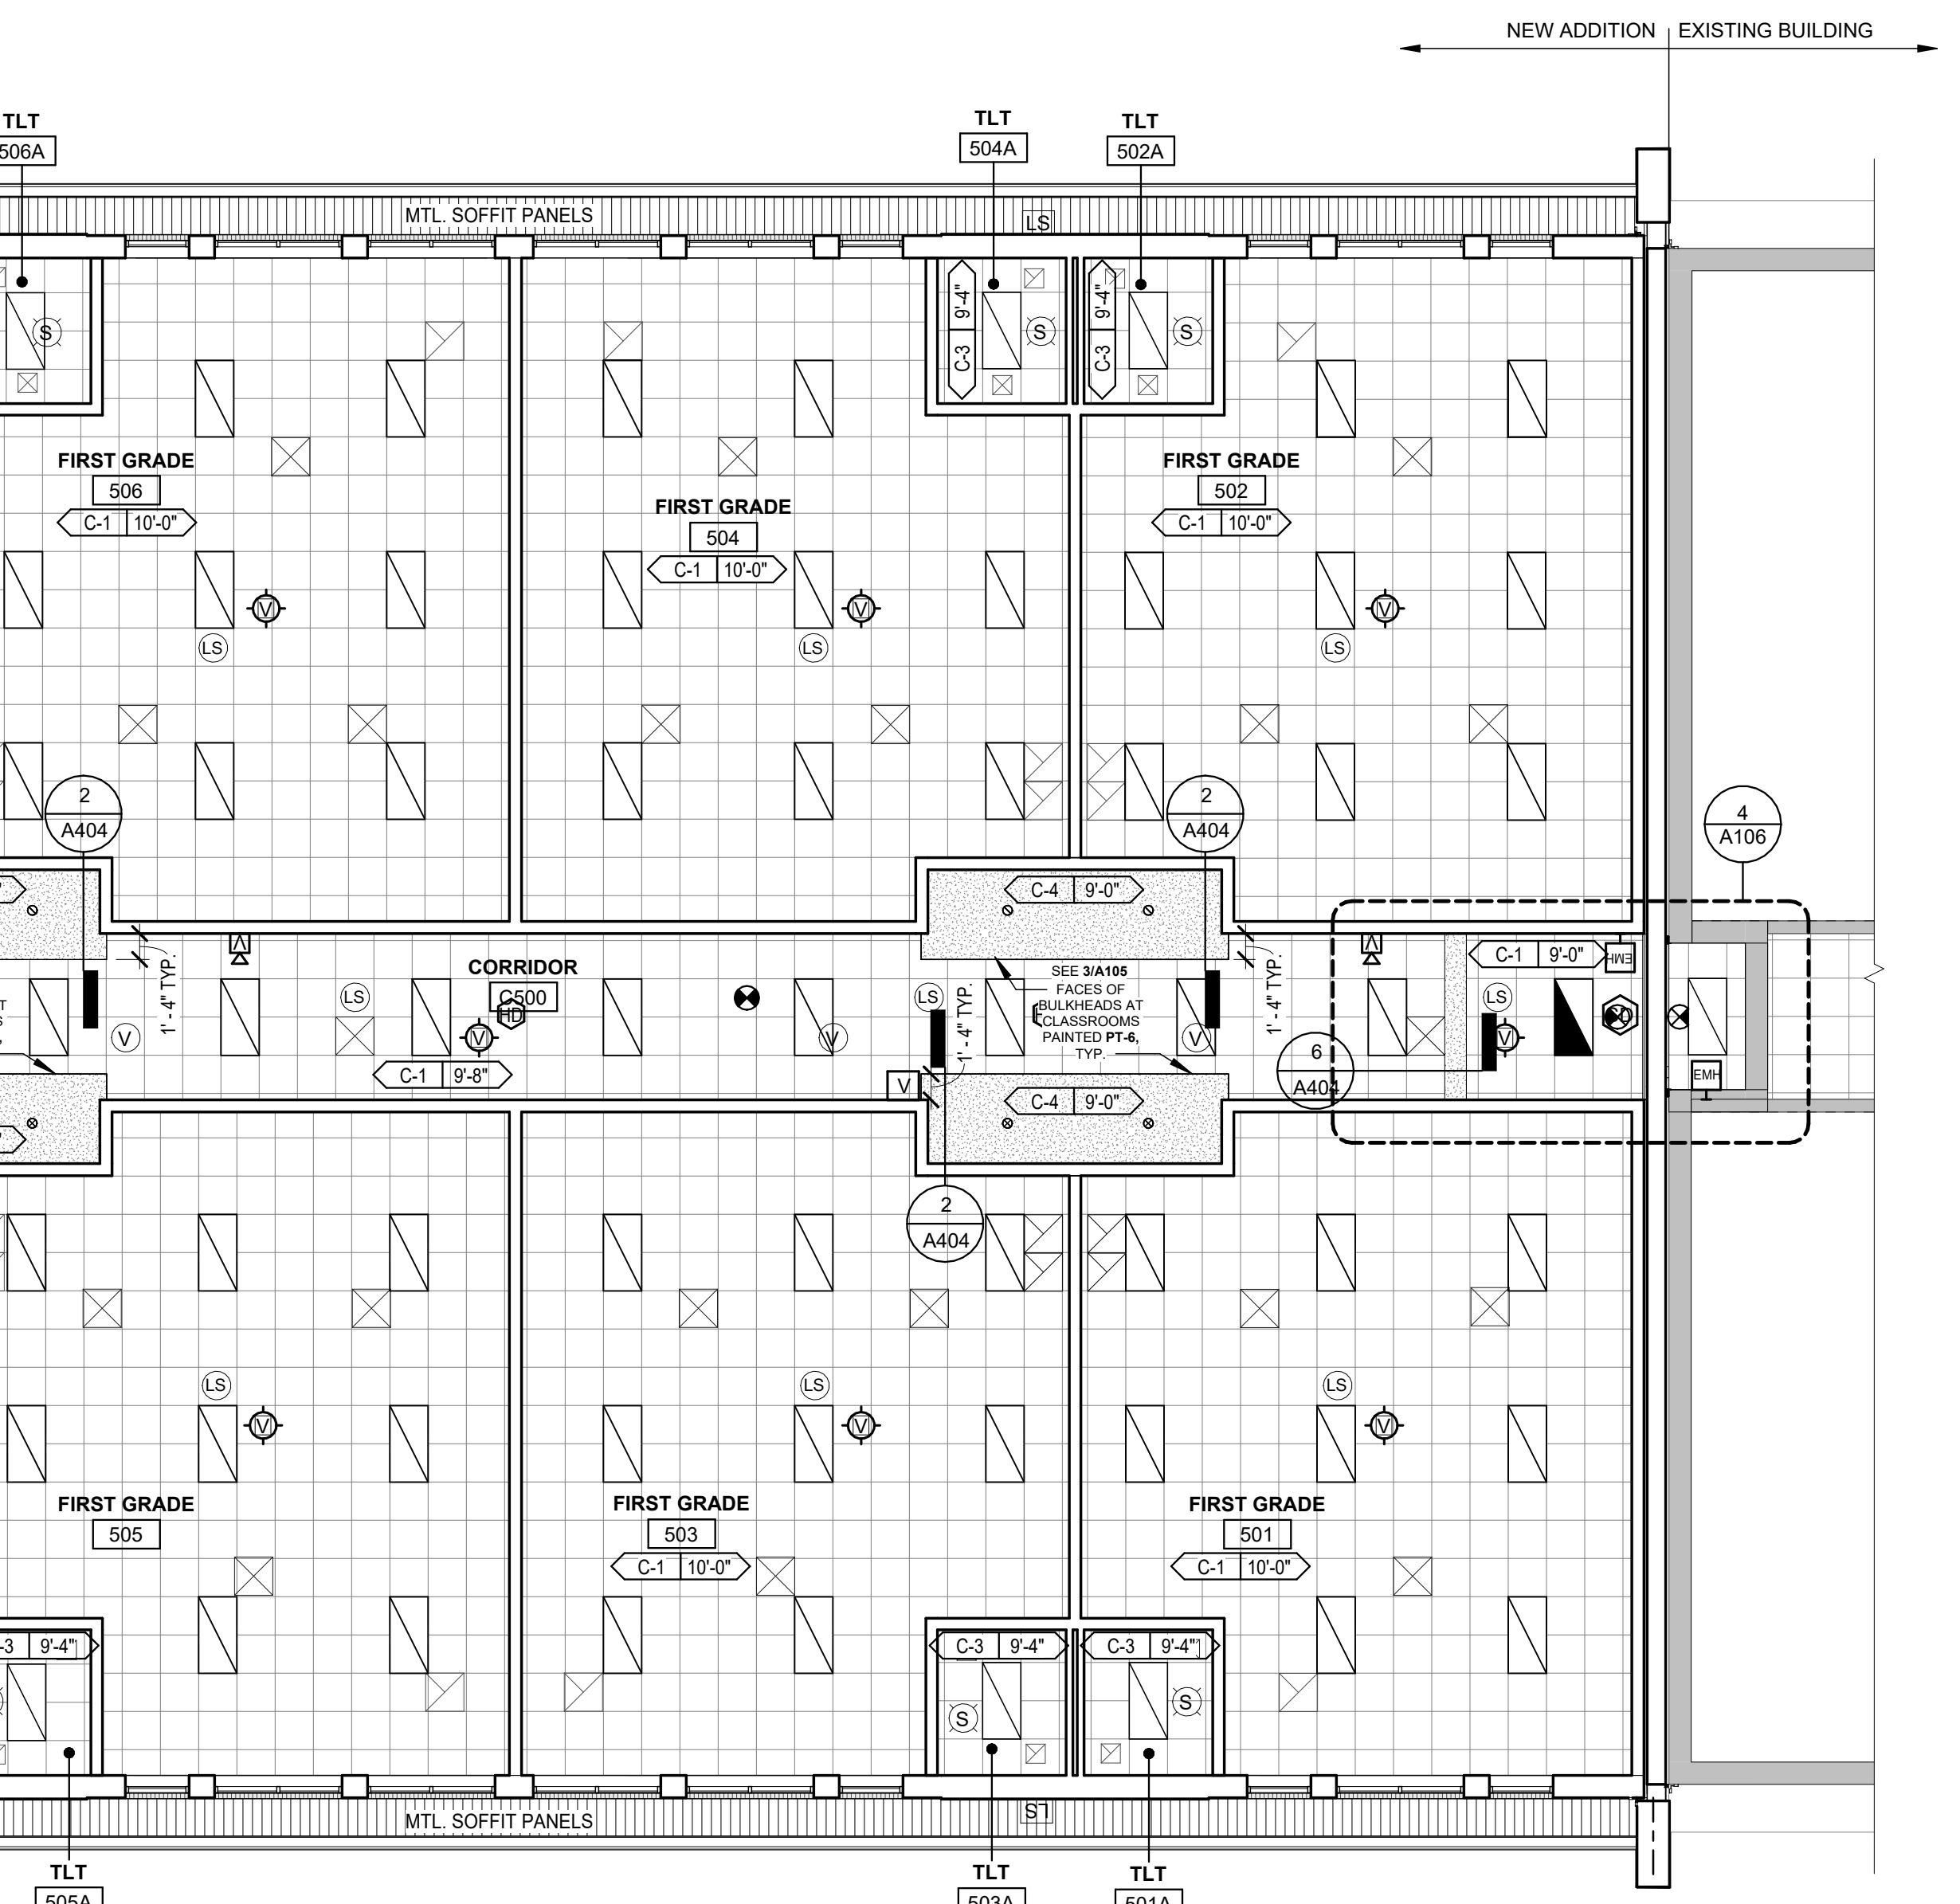 NEW ADDITION
EXISTING BUILDING
TLT
506A
TLT
504A
TLT
502A
MTL. SOFFIT PANELS
LS
S
C-3 9'-4"
S
C-3 9'-4"
S
FIRST GRADE
506
C-1 10'-0"
FIRST GRADE
504
C-1 10'-0"
FIRST GRADE
502
C-1 10'-0"
V
LS
V
LS
V
LS
2
A404
2
A404
4
A106
C-4 9'-0"
1'-4" TYP.
V
CORRIDOR
C500
HD
LS
V
V
C-1 9'-8"
V
LS
V
1'-4" TYP.
SEE 3/A105
FACES OF
BULKHEADS AT
CLASSROOMS
PAINTED PT-6,
TYP.
V
1'-4" TYP.
V
C-1 9'-0"
EMH
LS
V
6
A404
EMH
C-4 9'-0"
2
A404
LS
V
LS
V
LS
V
FIRST GRADE
505
FIRST GRADE
503
C-1 10'-0"
FIRST GRADE
501
C-1 10'-0"
-3 9'-4"
C-3 9'-4"
S
C-3 9'-4"
S
MTL. SOFFIT PANELS
LS
TLT
505A
TLT
503A
TLT
501A